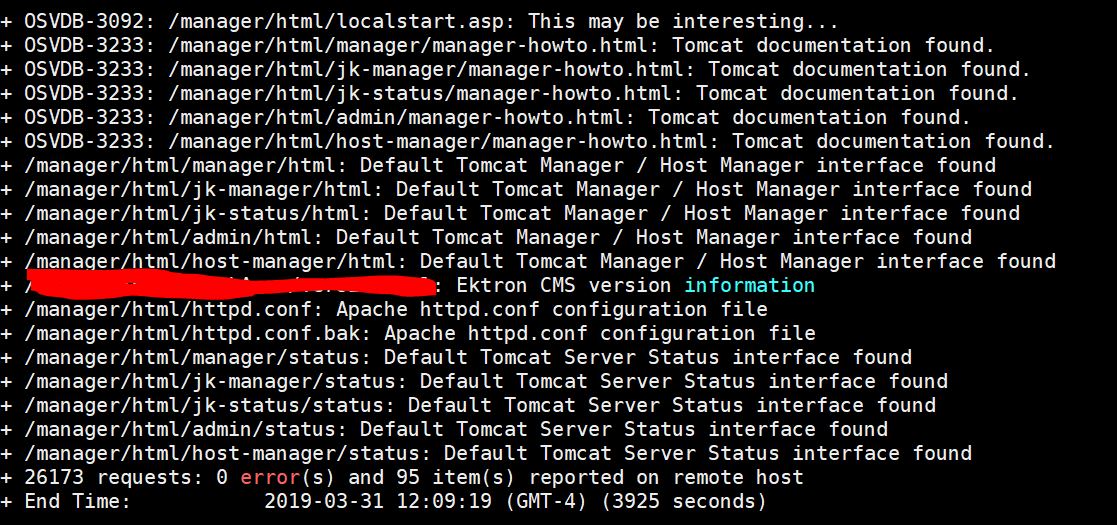 + OSVDB-3092: /manager/html/localstart.asp: This may be interesting...
+ OSVDB-3233: /manager/html/manager/manager-howto.html: Tomcat documentation found.
+ OSVDB-3233: /manager/html/jk-manager/manager-howto.html: Tomcat documentation found.
+ OSVDB-3233: /manager/html/jk-status/manager-howto.html: Tomcat documentation found.
+ OSVDB-3233: /manager/html/admin/manager-howto.html: Tomcat documentation found.
+ OSVDB-3233: /manager/html/host-manager/manager-howto.html: Tomcat documentation found.
+ /manager/html/manager/html: Default Tomcat Manager / Host Manager interface found
+ /manager/html/jk-manager/html: Default Tomcat Manager / Host Manager interface found
+ /manager/html/jk-status/html: Default Tomcat Manager / Host Manager interface found
+ /manager/html/admin/html: Default Tomcat Manager / Host Manager interface found
+ /manager/html/host-manager/html: Default Tomcat Manager / Host Manager interface found
+ : Ektron CMS version information
+ /manager/html/httpd.conf: Apache httpd.conf configuration file
+ /manager/html/httpd.conf.bak: Apache httpd.conf configuration file
+ /manager/html/manager/status: Default Tomcat Server Status interface found
+ /manager/html/jk-manager/status: Default Tomcat Server Status interface found
+ /manager/html/jk-status/status: Default Tomcat Server Status interface found
+ /manager/html/admin/status: Default Tomcat Server Status interface found
+ /manager/html/host-manager/status: Default Tomcat Server Status interface found
+ 26173 requests: 0 error(s) and 95 item(s) reported on remote host
+ End Time: 2019-03-31 12:09:19 (GMT-4) (3925 seconds)